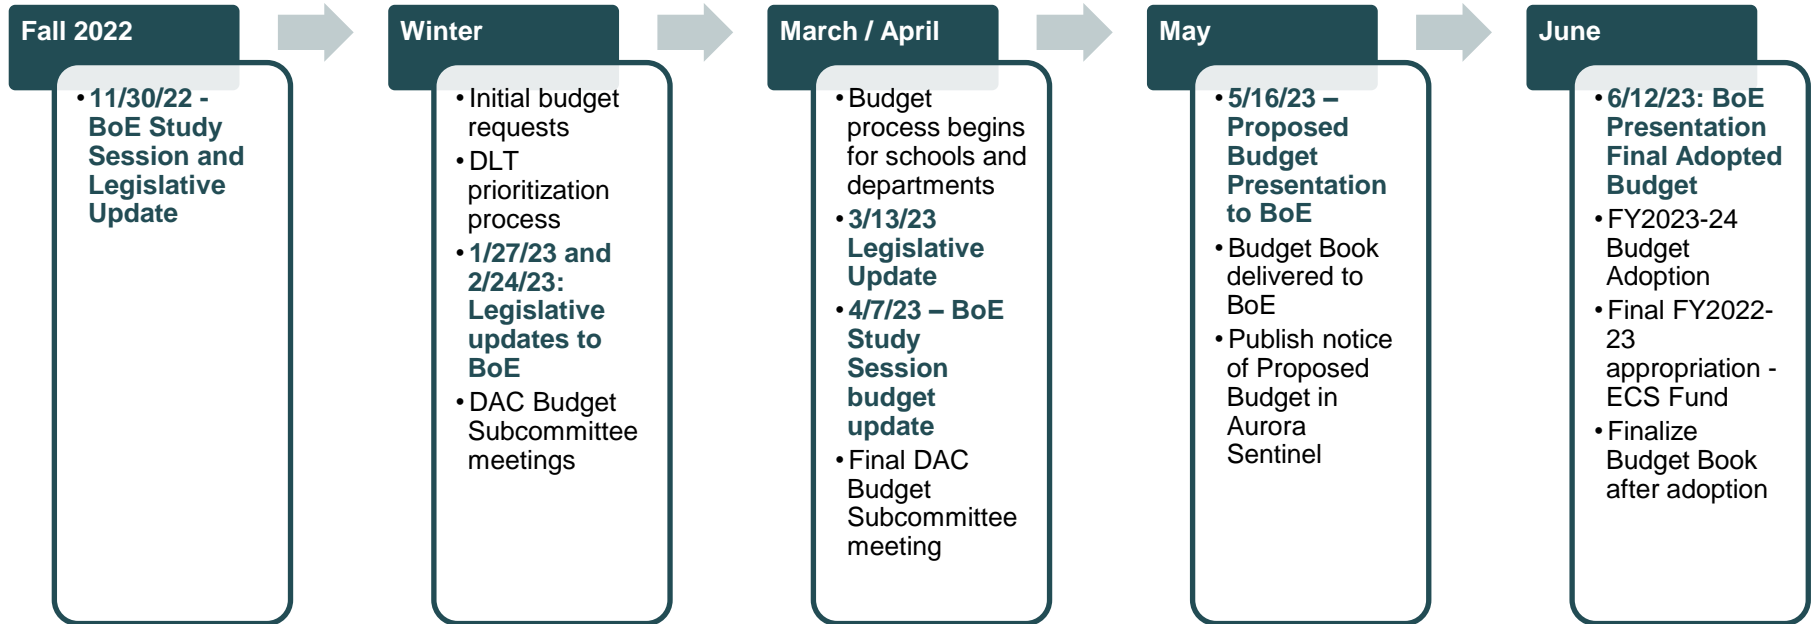 Fall 2022
•11/30/22 -
BoE Study
Session and
Legislative
Update
Winter
•Initial budget
requests
•DLT
prioritization
process
•1/27/23 and
2/24/23:
Legislative
updates to
BoE
•DAC Budget
Subcommittee
meetings
March / April
•Budget
process begins
for schools and
departments
•3/13/23
Legislative
Update
•4/7/23 – BoE
Study
Session
budget
update
•Final DAC
Budget
Subcommittee
meeting
May
•5/16/23 –
Proposed
Budget
Presentation
to BoE
•Budget Book
delivered to
BoE
•Publish notice
of Proposed
Budget in
Aurora
Sentinel
June
•6/12/23: BoE
Presentation
Final Adopted
Budget
•FY2023-24
Budget
Adoption
•Final FY2022-
23
appropriation -
ECS Fund
•Finalize
Budget Book
after adoption